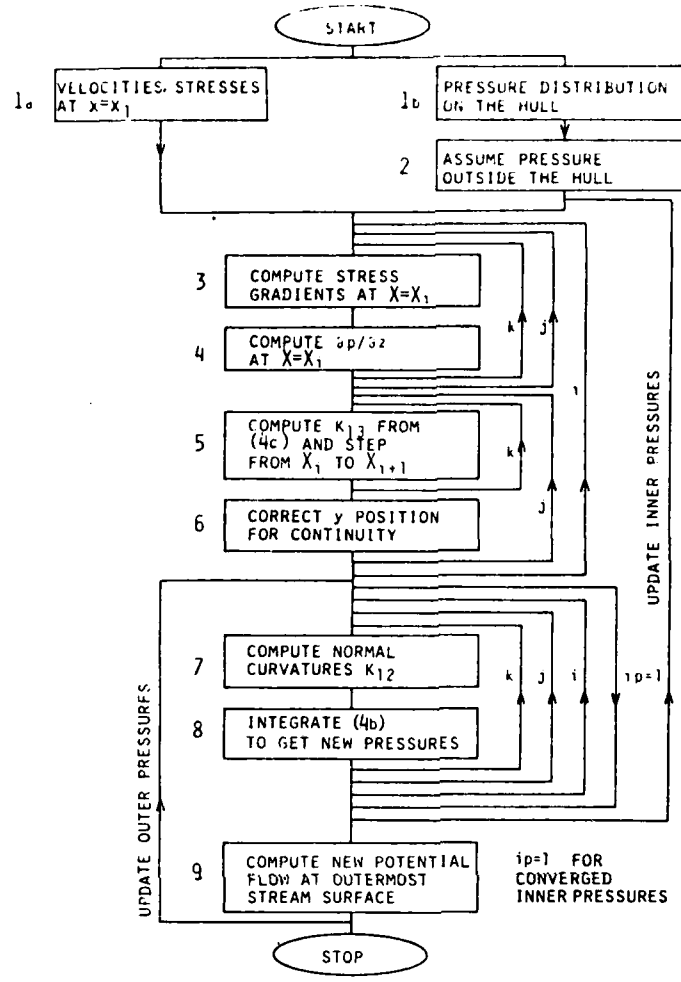 START
1a
VELOCITIES, STRESSES
AT X=X1
1b
PRESSURE DISTRIBUTION
ON THE HULL
2
ASSUME PRESSURE
OUTSIDE THE HULL
3
COMPUTE STRESS
GRADIENTS AT X=X1
4
COMPUTE ∂p/∂z
AT X=X1
k
j
i
5
COMPUTE K13 FROM
(4c) AND STEP
FROM X1 TO Xi+1
k
j
6
CORRECT y POSITION
FOR CONTINUITY
UPDATE INNER PRESSURES
7
COMPUTE NORMAL
CURVATURES K12
k
j
i
ip=1
8
INTEGRATE (4b)
TO GET NEW PRESSURES
UPDATE OUTER PRESSURES
9
COMPUTE NEW POTENTIAL
FLOW AT OUTERMOST
STREAM SURFACE
ip=1 FOR
CONVERGED
INNER PRESSURES
STOP